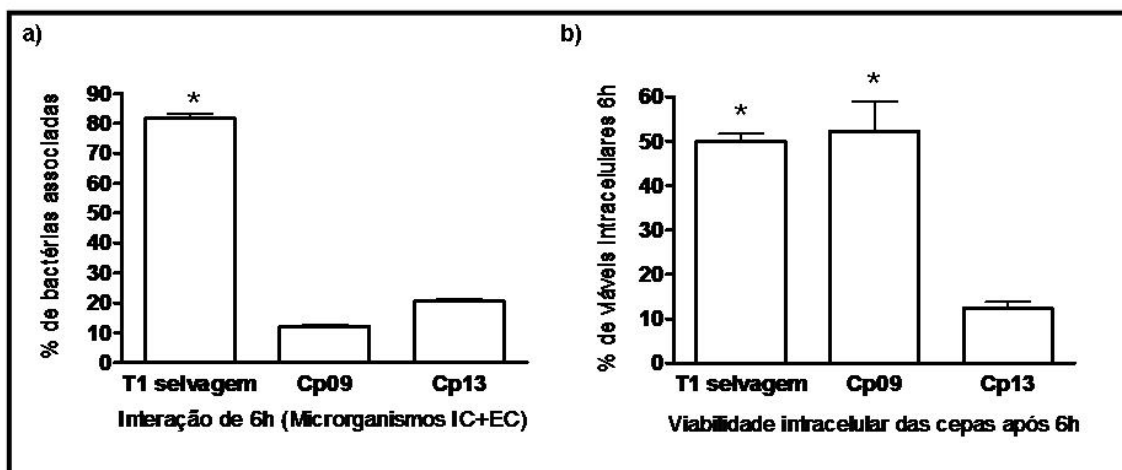 a)
% de bactérias associadas
90
80
70
60
50
40
30
20
10
0
*
T1 selvagem Cp09 Cp13
Interação de 6h (Microrganismos IC+EC)
b)
% de viáveis intracelulares 6h
60
50
40
30
20
10
0
* *
T1 selvagem Cp09 Cp13
Viabilidade intracelular das cepas após 6h